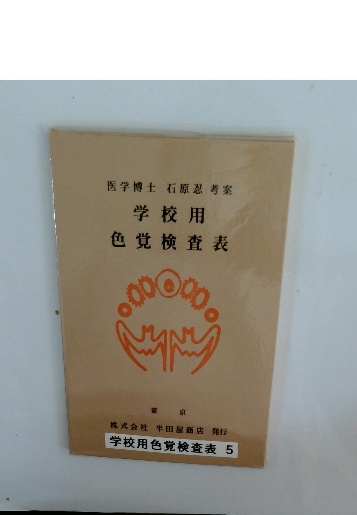 医学博士 石原忍 考案
学校用
色覚検査表
東京
株式会社 半田屋商店 発行
学校用色覚検査表 5